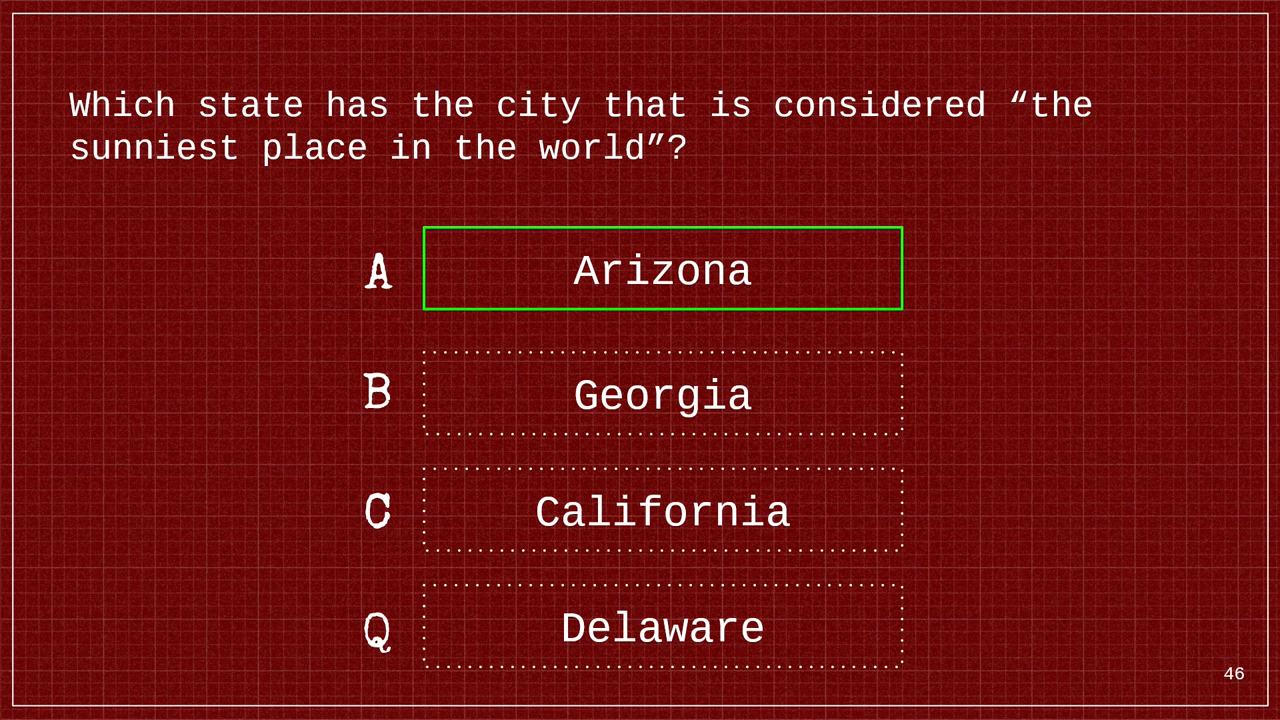 Which state has the city that is considered “the
sunniest place in the world”?
A Arizona
B Georgia
C California
Q Delaware
46